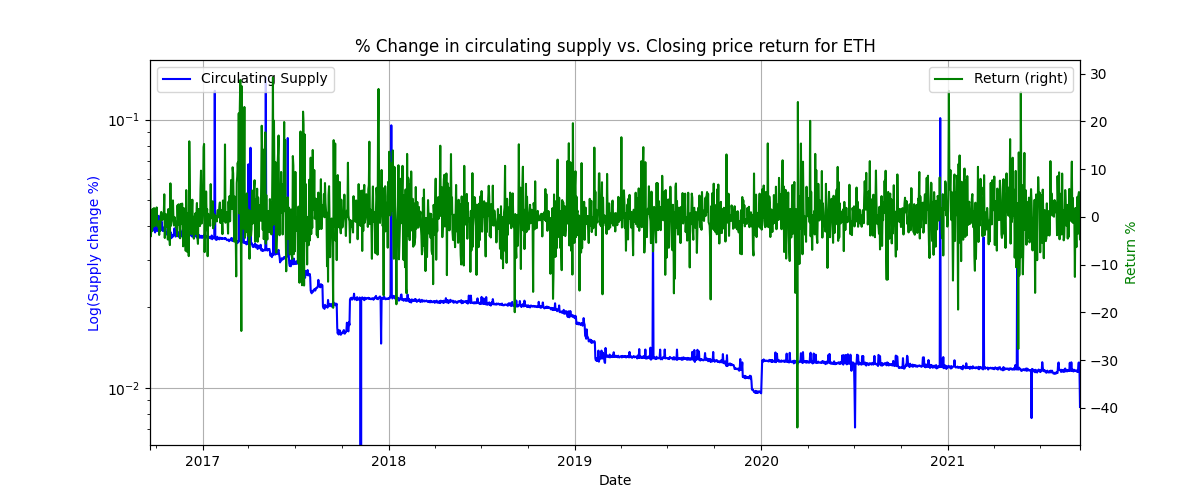 % Change in circulating supply vs. Closing price return for ETH
Circulating Supply
Return (right)
Log(Supply change %)
10⁻¹
10⁻²
30
20
10
0
−10
−20
−30
−40
Return %
2017
2018
2019
2020
2021
Date